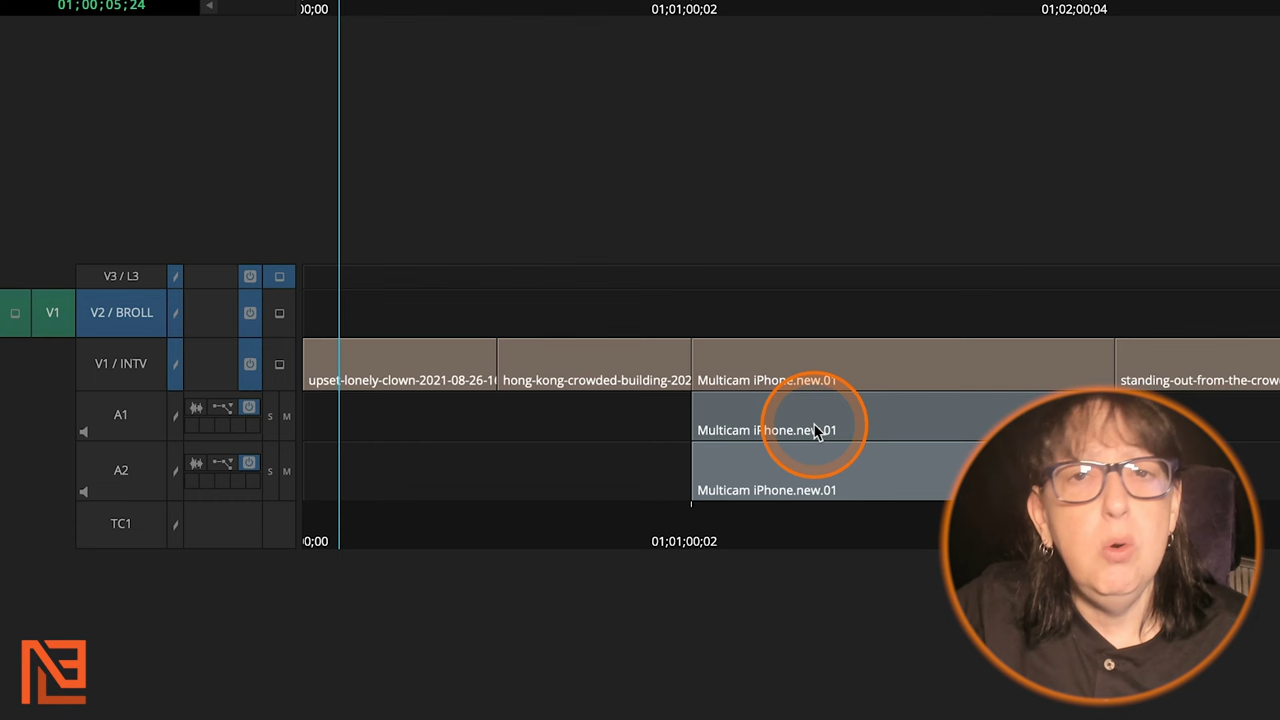 01;00;05;24
00;00
01;01;00;02
01;02;00;04
V3 / L3
V1
V2 / BROLL
V1 / INTV
upset-lonely-clown-2021-08-26-1
hong-kong-crowded-building-202
Multicam iPhone.new.01
standing-out-from-the-crow
A1
S
M
Multicam iPhone.new.01
A2
S
M
Multicam iPhone.new.01
TC1
00;00
01;01;00;02